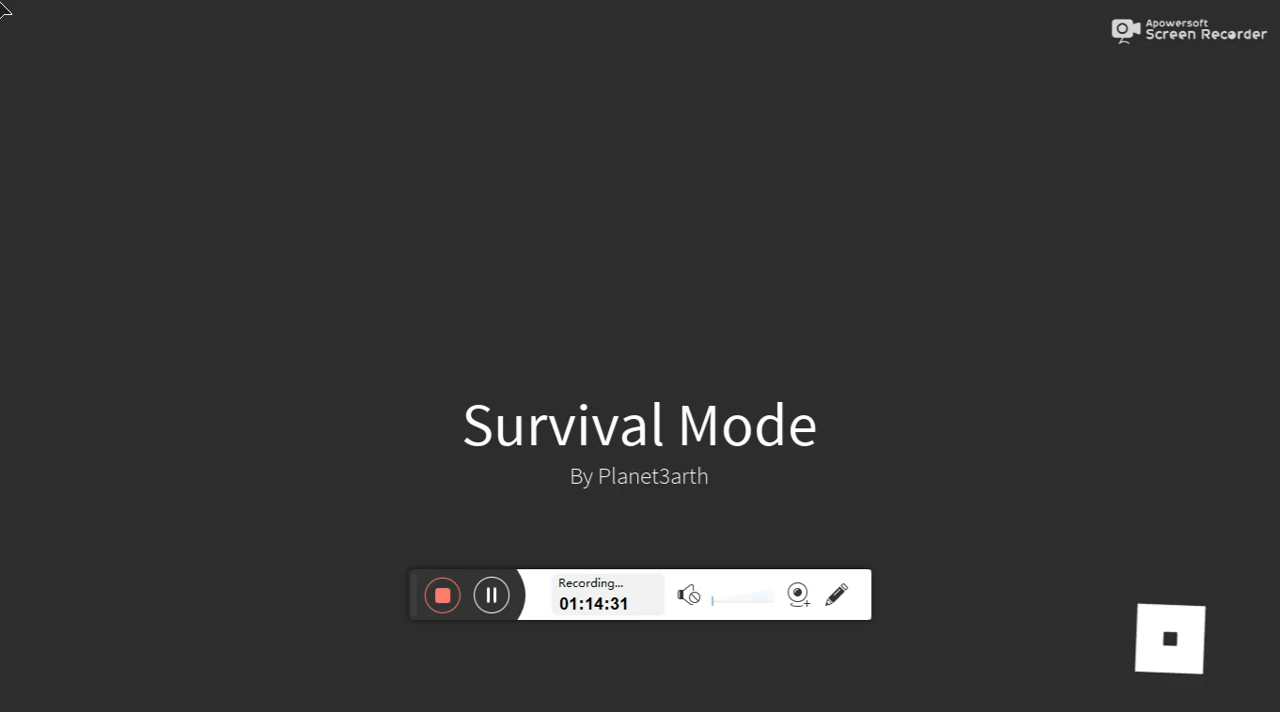 Apowersoft
Screen Recorder
Survival Mode
By Planet3arth
Recording...
01:14:31